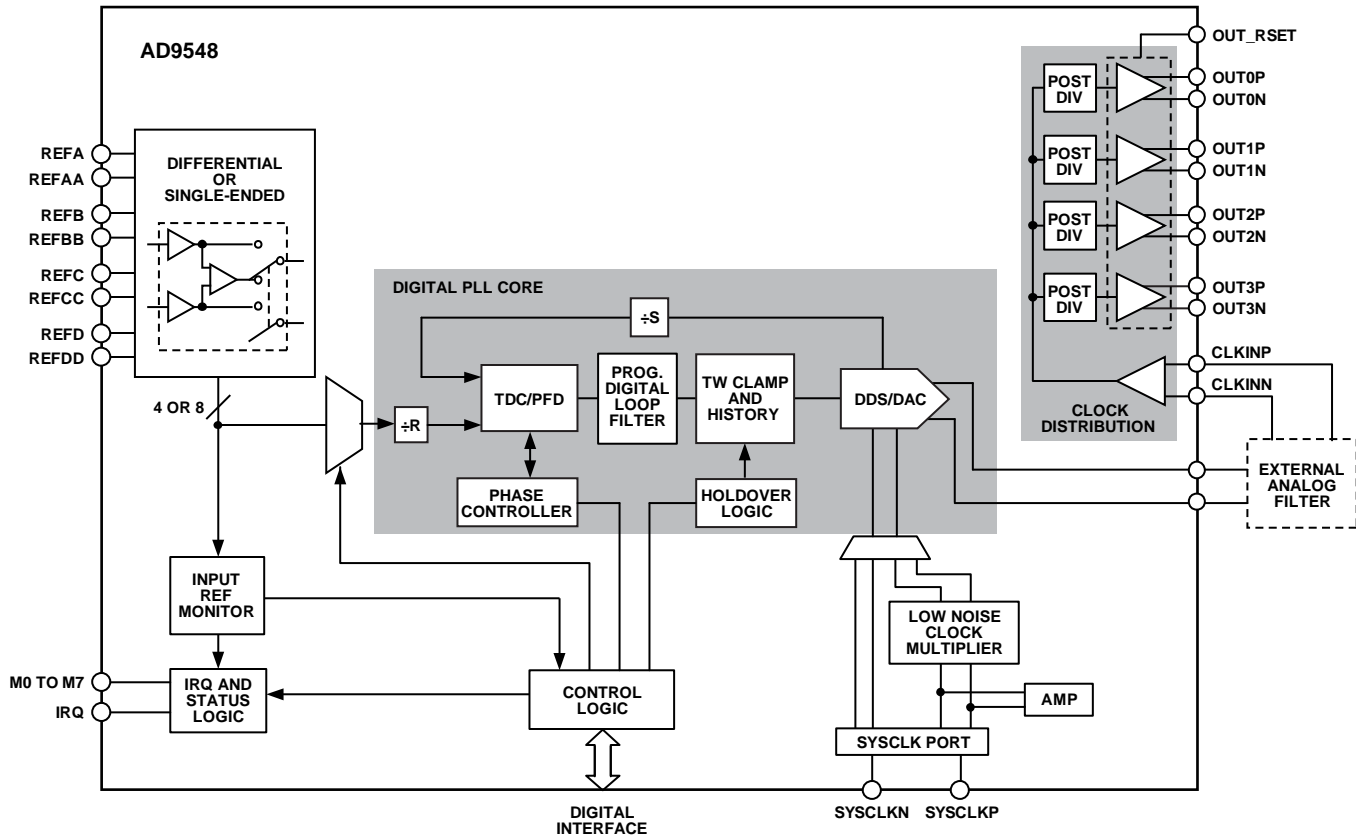 AD9548
OUT_RSET
POST
DIV
OUT0P
OUT0N
POST
DIV
OUT1P
OUT1N
POST
DIV
OUT2P
OUT2N
POST
DIV
OUT3P
OUT3N
CLKINP
CLKINN
CLOCK
DISTRIBUTION
EXTERNAL
ANALOG
FILTER
REFA
REFAA
REFB
REFBB
REFC
REFCC
REFD
REFDD
DIFFERENTIAL
OR
SINGLE-ENDED
4 OR 8
DIGITAL PLL CORE
÷S
÷R
TDC/PFD
PROG.
DIGITAL
LOOP
FILTER
TW CLAMP
AND
HISTORY
DDS/DAC
PHASE
CONTROLLER
HOLDOVER
LOGIC
INPUT
REF
MONITOR
LOW NOISE
CLOCK
MULTIPLIER
M0 TO M7
IRQ
IRQ AND
STATUS
LOGIC
CONTROL
LOGIC
AMP
SYSCLK PORT
DIGITAL
INTERFACE
SYSCLKN
SYSCLKP